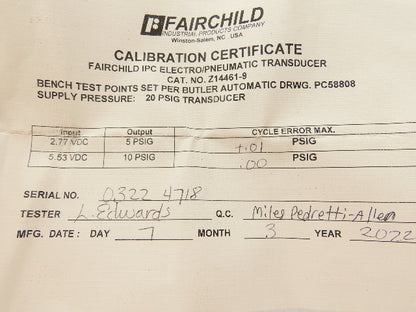 FAIRCHILD
INDUSTRIAL PRODUCTS COMPANY
Winston-Salem, NC USA
CALIBRATION CERTIFICATE
FAIRCHILD IPC ELECTRO/PNEUMATIC TRANSDUCER
CAT. NO. Z14461-9
BENCH TEST POINTS SET PER BUTLER AUTOMATIC DRWG. PC58808
SUPPLY PRESSURE: 20 PSIG TRANSDUCER
Input Output CYCLE ERROR MAX.
2.77 VDC 5 PSIG +.01 PSIG
5.53 VDC 10 PSIG .00 PSIG
SERIAL NO. 0322 4718
TESTER L. Edwards Q.C. Miles Pedretti-Allen
MFG. DATE: DAY 7 MONTH 3 YEAR 2022